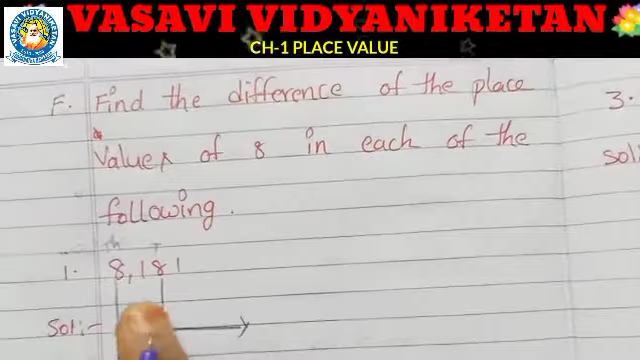 VASAVI VIDYANIKETAN
CH-1 PLACE VALUE
F. Find the difference of the place
Values of 8 in each of the
following.
th T
1. 8,181
Sol:-
3.
Sol: